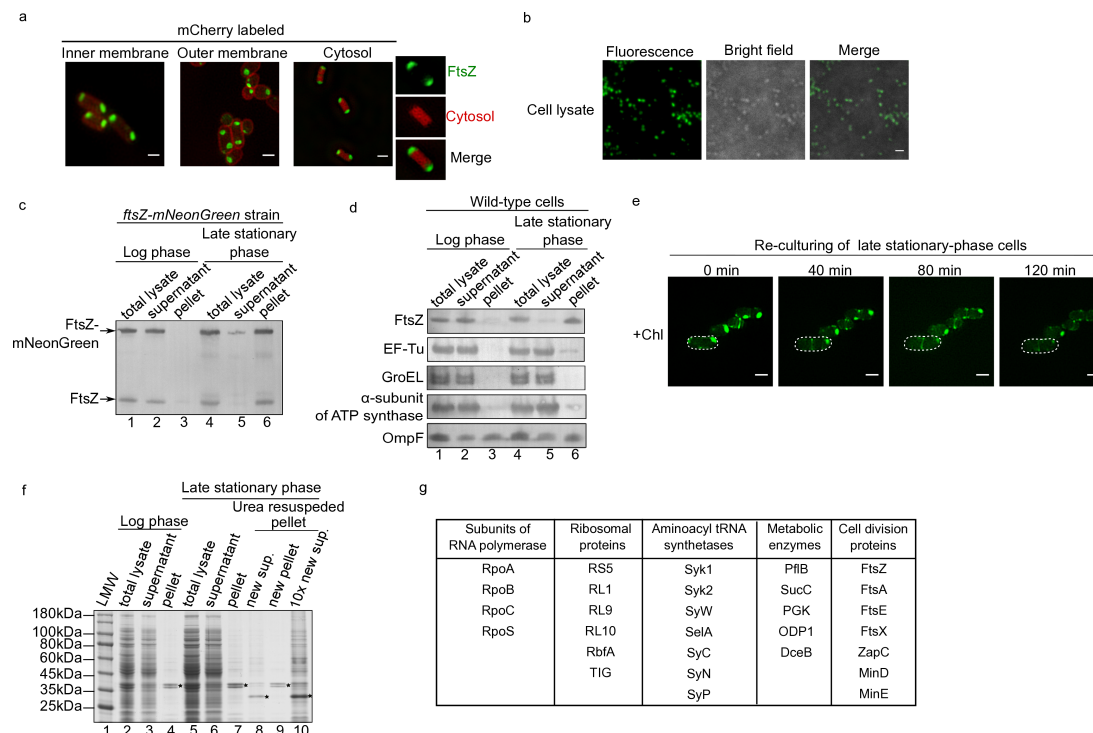 a
mCherry labeled
Inner membrane Outer membrane Cytosol
FtsZ
Cytosol
Merge
b
Fluorescence Bright field Merge
Cell lysate
c
ftsZ-mNeonGreen strain
Log phase
Late stationary
phase
total lysate
supernatant
pellet
total lysate
supernatant
pellet
FtsZ-
mNeonGreen
FtsZ
1 2 3 4 5 6
d
Wild-type cells
Log phase
Late stationary
phase
total lysate
supernatant
pellet
total lysate
supernatant
pellet
FtsZ
EF-Tu
GroEL
α-subunit
of ATP synthase
OmpF
1 2 3 4 5 6
e
Re-culturing of late stationary-phase cells
0 min 40 min 80 min 120 min
+Chl
f
Late stationary phase
Log phase
Urea resuspeded
pellet
LMW
total lysate
supernatant
pellet
total lysate
supernatant
pellet
new sup.
new pellet
10x new sup.
180kDa
100kDa
80kDa
60kDa
45kDa
35kDa
25kDa
1 2 3 4 5 6 7 8 9 10
g
Subunits of
RNA polymerase
Ribosomal
proteins
Aminoacyl tRNA
synthetases
Metabolic
enzymes
Cell division
proteins
RpoA RS5 Syk1 PflB FtsZ
RpoB RL1 Syk2 SucC FtsA
RpoC RL9 SyW PGK FtsE
RpoS RL10 SelA ODP1 FtsX
RbfA SyC DceB ZapC
TIG SyN MinD
SyP MinE